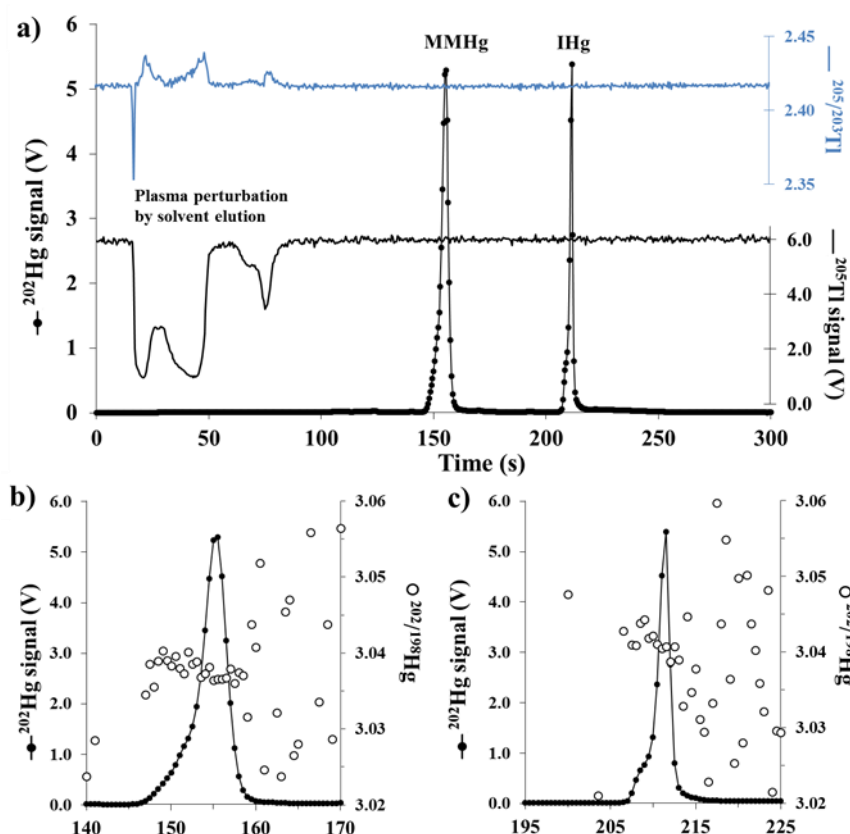 a)
6
5
4
3
2
1
0
●— ²⁰²Hg signal (V)
MMHg
IHg
2.45
2.40
2.35
— ²⁰⁵/²⁰³Tl
Plasma perturbation
by solvent elution
6.0
4.0
2.0
0.0
— ²⁰⁵Tl signal (V)
0 50 100 150 200 250 300
Time (s)
b)
6.0
5.0
4.0
3.0
2.0
1.0
0.0
●— ²⁰²Hg signal (V)
3.06
3.05
3.04
3.03
3.02
○ ²⁰²/¹⁹⁸Hg
140 150 160 170
c)
6.0
5.0
4.0
3.0
2.0
1.0
0.0
●— ²⁰²Hg signal (V)
3.06
3.05
3.04
3.03
3.02
○ ²⁰²/¹⁹⁸Hg
195 205 215 225